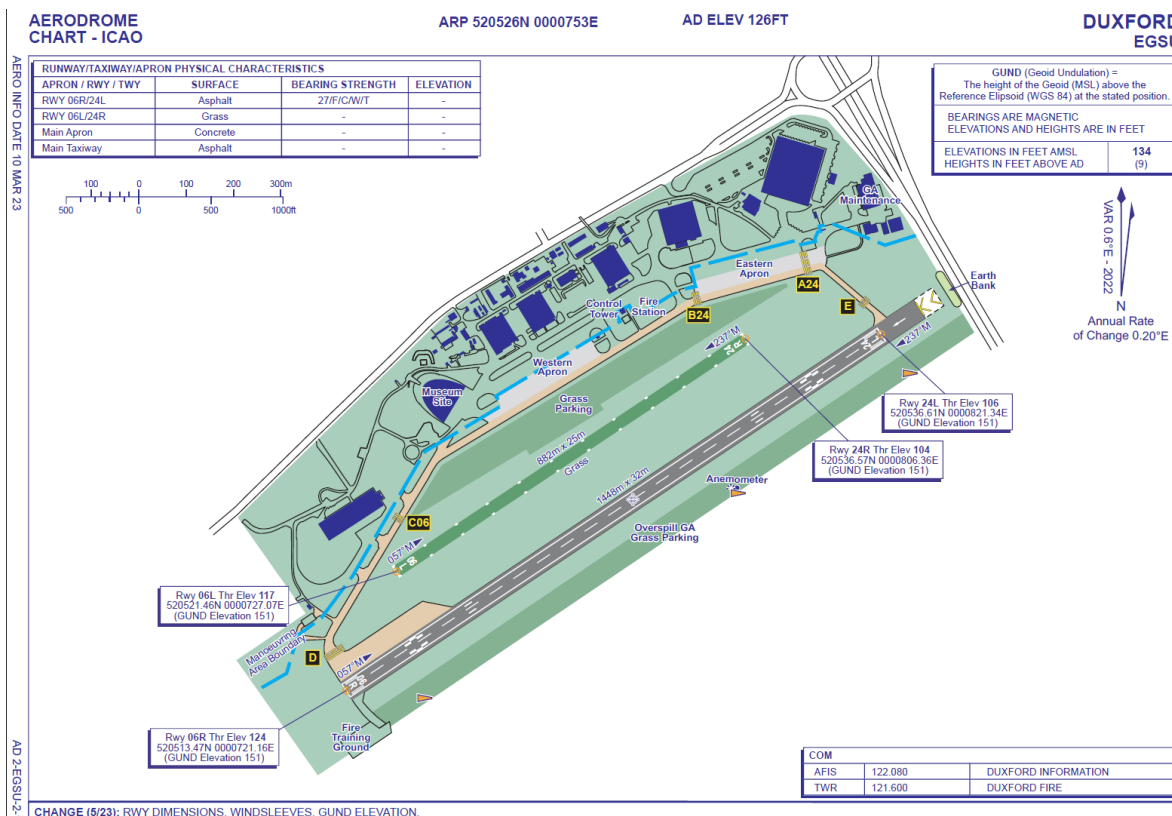 AERODROME
CHART - ICAO
ARP 520526N 0000753E
AD ELEV 126FT
DUXFORD
EGSU
AERO INFO DATE 10 MAR 23
RUNWAY/TAXIWAY/APRON PHYSICAL CHARACTERISTICS
APRON / RWY / TWY SURFACE BEARING STRENGTH ELEVATION
RWY 06R/24L Asphalt 27/F/C/W/T -
RWY 06L/24R Grass - -
Main Apron Concrete - -
Main Taxiway Asphalt - -
100 0 100 200 300m
500 0 500 1000ft
GUND (Geoid Undulation) =
The height of the Geoid (MSL) above the
Reference Elipsoid (WGS 84) at the stated position.
BEARINGS ARE MAGNETIC
ELEVATIONS AND HEIGHTS ARE IN FEET
ELEVATIONS IN FEET AMSL 134
HEIGHTS IN FEET ABOVE AD (9)
VAR 0.6°E - 2022
N
Annual Rate
of Change 0.20°E
GA
Maintenance
Eastern
Apron
A24
Earth
Bank
E
B24
Control
Tower
Fire
Station
237°M
24
R
237°M
24
L
Western
Apron
Museum
Site
Grass
Parking
882m x 25m
Grass
1448m x 32m
Anemometer
Overspill GA
Grass Parking
Rwy 24L Thr Elev 106
520536.61N 0000821.34E
(GUND Elevation 151)
Rwy 24R Thr Elev 104
520536.57N 0000806.36E
(GUND Elevation 151)
C06
057°M
06
L
Rwy 06L Thr Elev 117
520521.46N 0000727.07E
(GUND Elevation 151)
Manoeuvring
Area Boundary
D
057°M
06
R
Rwy 06R Thr Elev 124
520513.47N 0000721.16E
(GUND Elevation 151)
Fire
Training
Ground
COM
AFIS 122.080 DUXFORD INFORMATION
TWR 121.600 DUXFORD FIRE
AD 2-EGSU-2-
CHANGE (5/23): RWY DIMENSIONS. WINDSLEEVES. GUND ELEVATION.